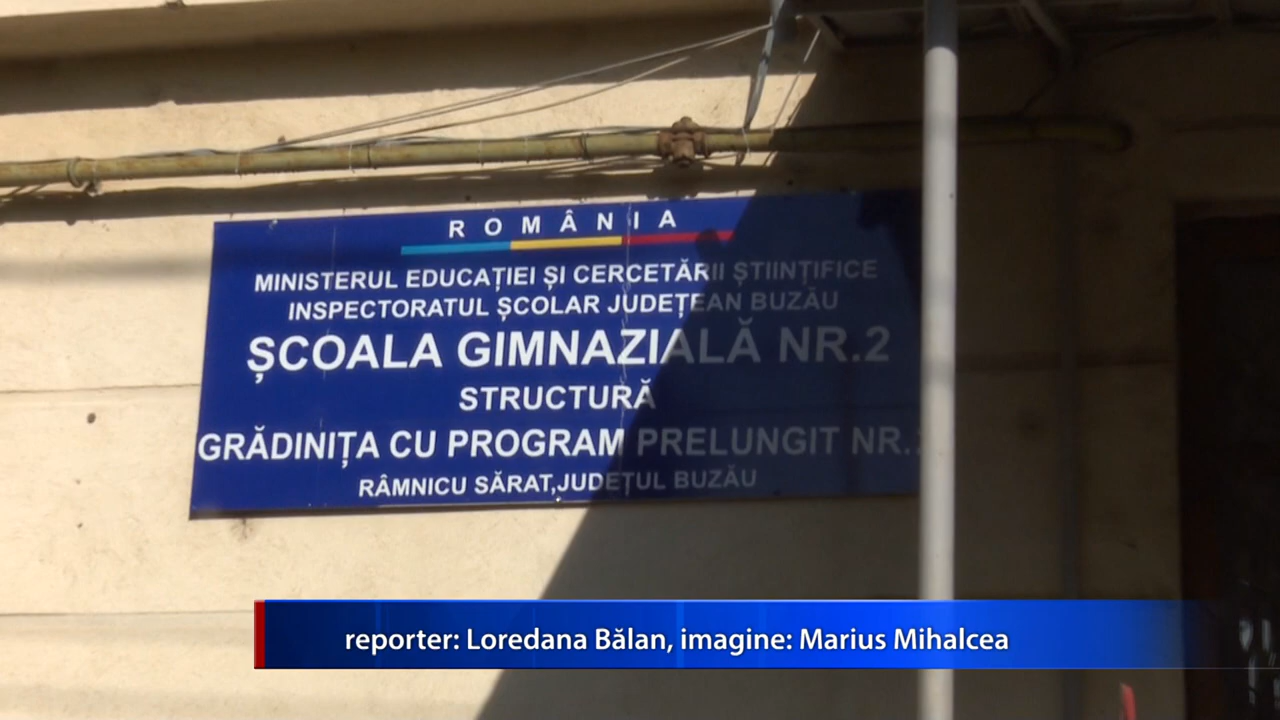 ROMÂNIA
MINISTERUL EDUCAȚIEI ȘI CERCETĂRII ȘTIINȚIFICE
INSPECTORATUL ȘCOLAR JUDEȚEAN BUZĂU
ȘCOALA GIMNAZIALĂ NR.2
STRUCTURĂ
GRĂDINIȚA CU PROGRAM PRELUNGIT
RÂMNICU SĂRAT,JUDEȚUL BUZĂU
reporter: Loredana Bălan, imagine: Marius Mihalcea